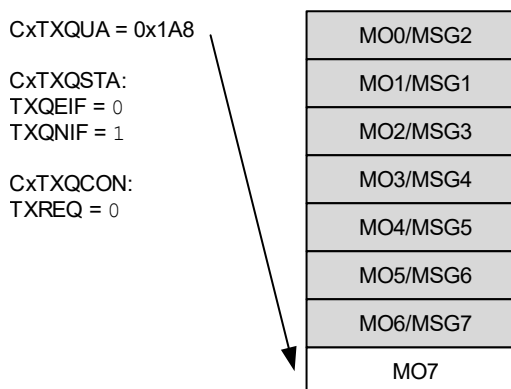 CxTXQUA = 0x1A8
CxTXQSTA:
TXQEIF = 0
TXQNIF = 1
CxTXQCON:
TXREQ = 0
MO0/MSG2
MO1/MSG1
MO2/MSG3
MO3/MSG4
MO4/MSG5
MO5/MSG6
MO6/MSG7
MO7